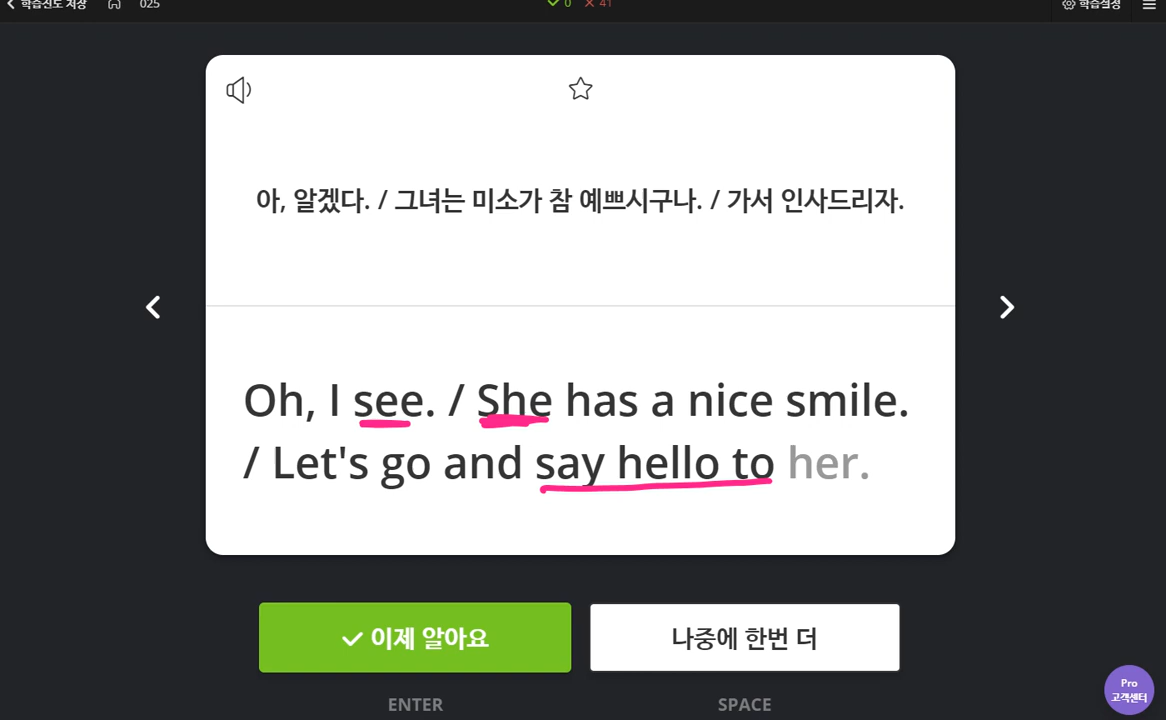 학습진도 저장 025 0 41 학습설정
아, 알겠다. / 그녀는 미소가 참 예쁘시구나. / 가서 인사드리자.
Oh, I see. / She has a nice smile.
/ Let's go and say hello to her.
이제 알아요 나중에 한번 더
ENTER SPACE
Pro
고객센터